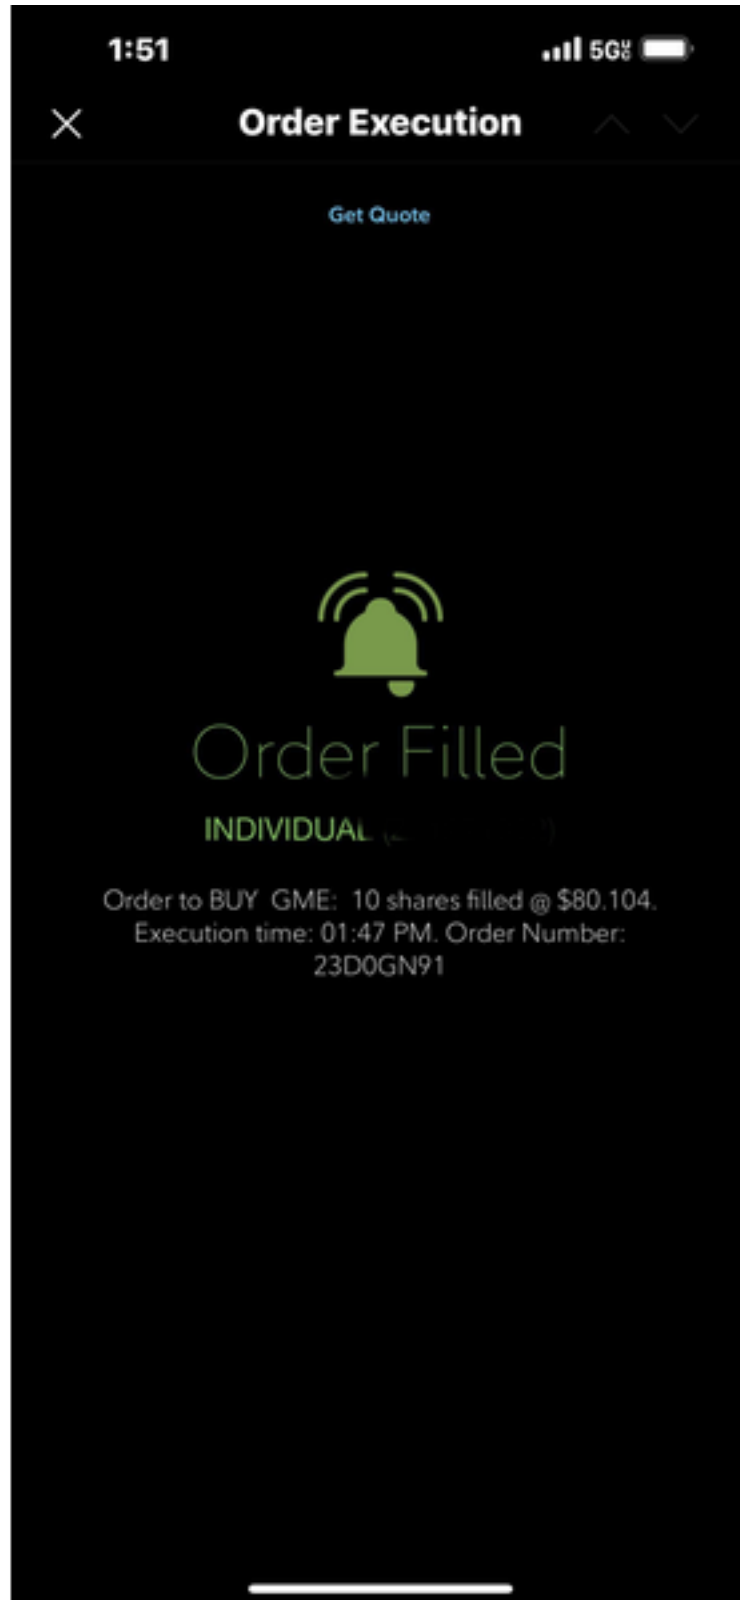 1:51
5G
Order Execution
Get Quote
Order Filled
INDIVIDUAL
Order to BUY GME: 10 shares filled @ $80.104.
Execution time: 01:47 PM. Order Number:
23D0GN91